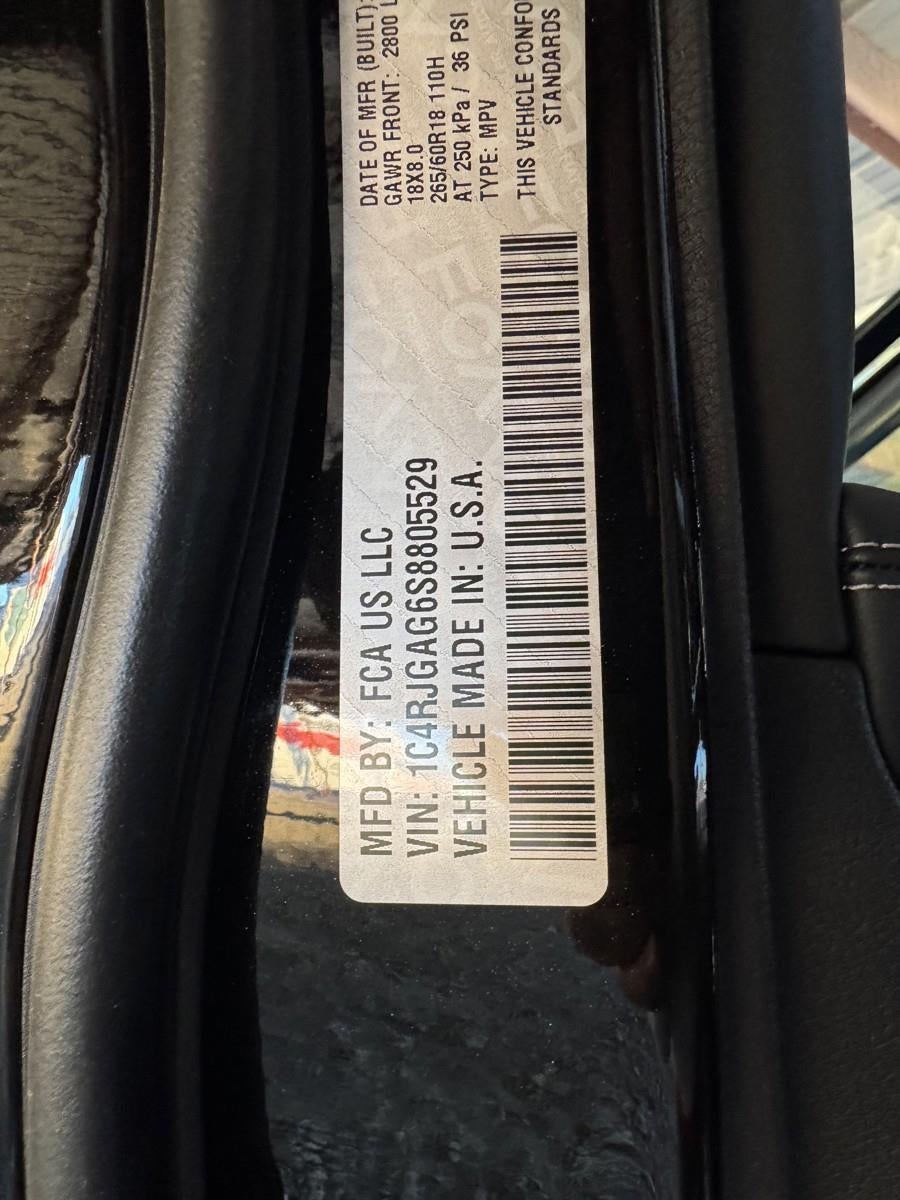 MFD BY: FCA US LLC
VIN: 1C4RJGAG6S8805529
VEHICLE MADE IN: U.S.A.
DATE OF MFR (BUILT):
GAWR FRONT: 2800 L
18X8.0
265/60R18 110H
AT 250 kPa / 36 PSI
TYPE: MPV
THIS VEHICLE CONFO
STANDARDS